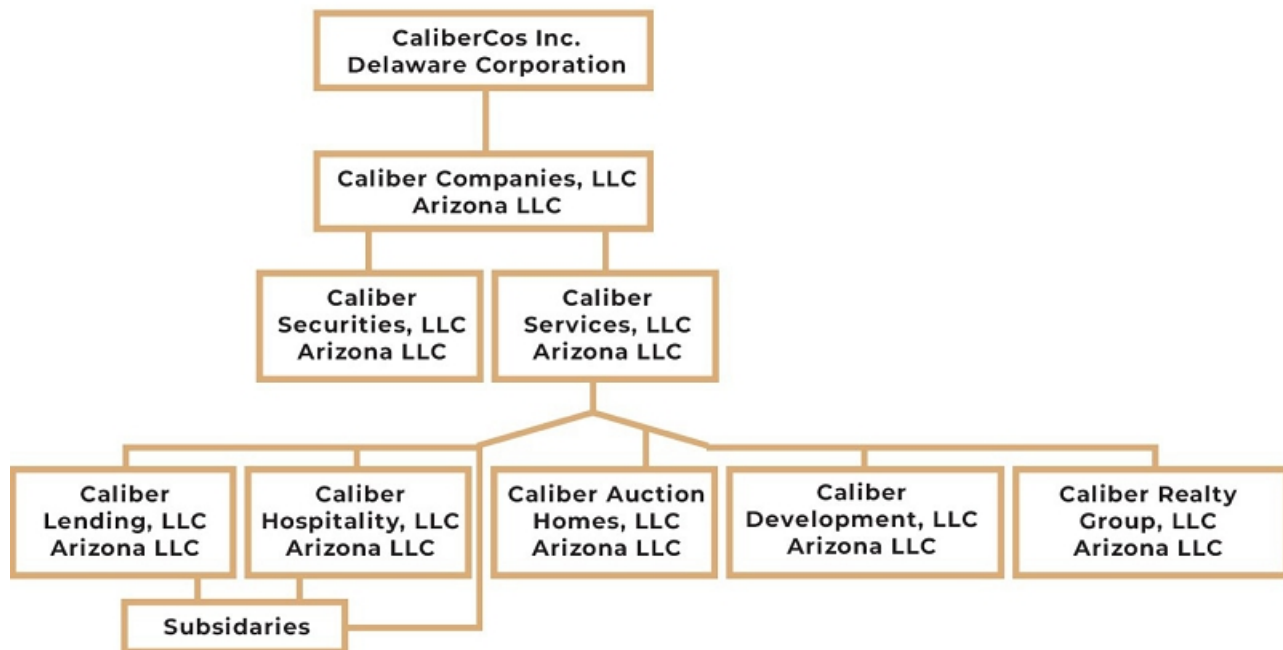 CaliberCos Inc.
Delaware Corporation
Caliber Companies, LLC
Arizona LLC
Caliber
Securities, LLC
Arizona LLC
Caliber
Services, LLC
Arizona LLC
Caliber
Lending, LLC
Arizona LLC
Caliber
Hospitality, LLC
Arizona LLC
Caliber Auction
Homes, LLC
Arizona LLC
Caliber
Development, LLC
Arizona LLC
Caliber Realty
Group, LLC
Arizona LLC
Subsidaries